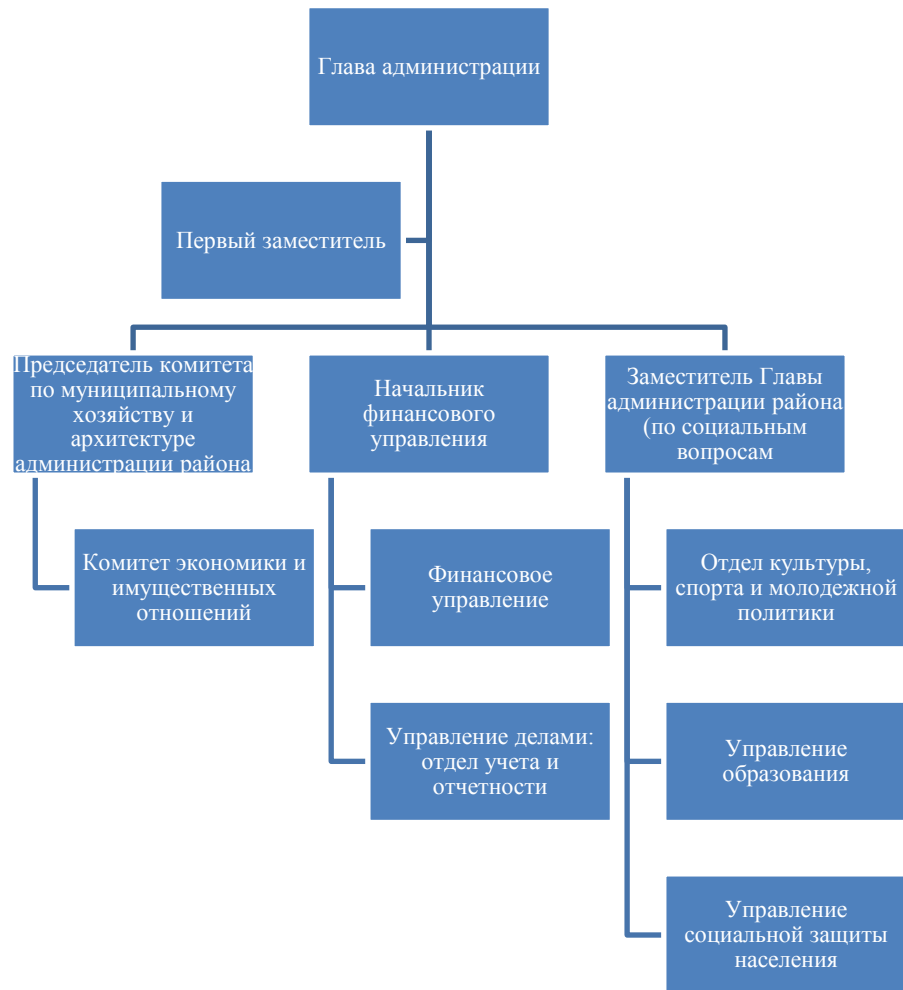 Глава администрации
Первый заместитель
Председатель комитета
по муниципальному
хозяйству и
архитектуре
администрации района
Начальник
финансового
управления
Заместитель Главы
администрации района
(по социальным
вопросам
Комитет экономики и
имущественных
отношений
Финансовое
управление
Отдел культуры,
спорта и молодежной
политики
Управление делами:
отдел учета и
отчетности
Управление
образования
Управление
социальной защиты
населения